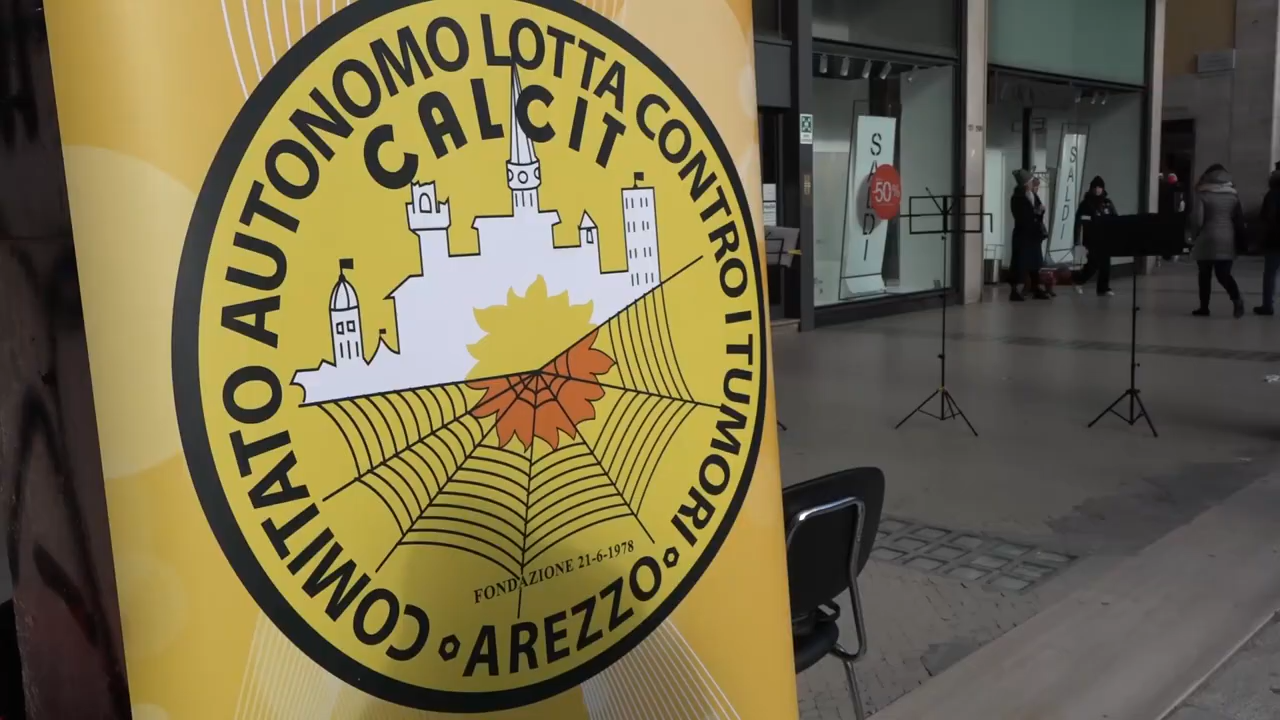 COMITATO AUTONOMO LOTTA CONTRO I TUMORI
CALCIT
FONDAZIONE 21-6-1978
AREZZO
SALDI
-50%
SALDI